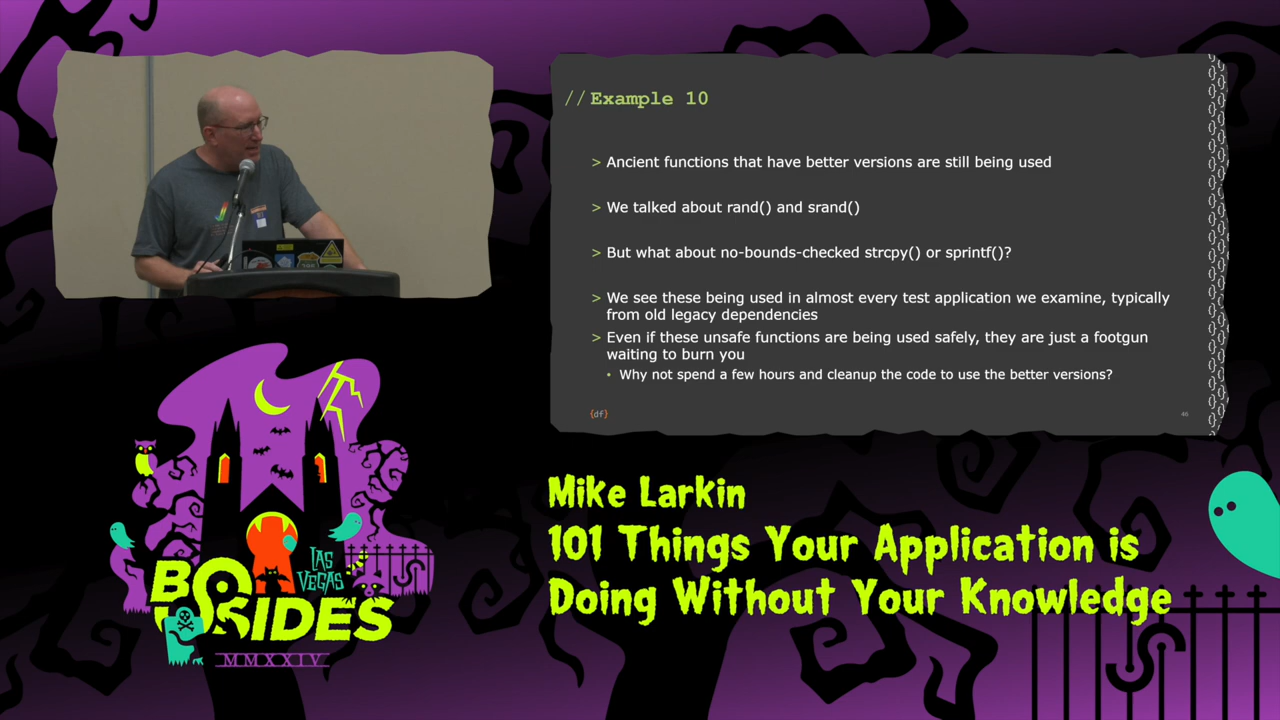 // Example 10
> Ancient functions that have better versions are still being used
> We talked about rand() and srand()
> But what about no-bounds-checked strcpy() or sprintf()?
> We see these being used in almost every test application we examine, typically
from old legacy dependencies
> Even if these unsafe functions are being used safely, they are just a footgun
waiting to burn you
• Why not spend a few hours and cleanup the code to use the better versions?
{df}
46
LAS
VEGAS
BSIDES
MMXXIV
Mike Larkin
101 Things Your Application is
Doing Without Your Knowledge